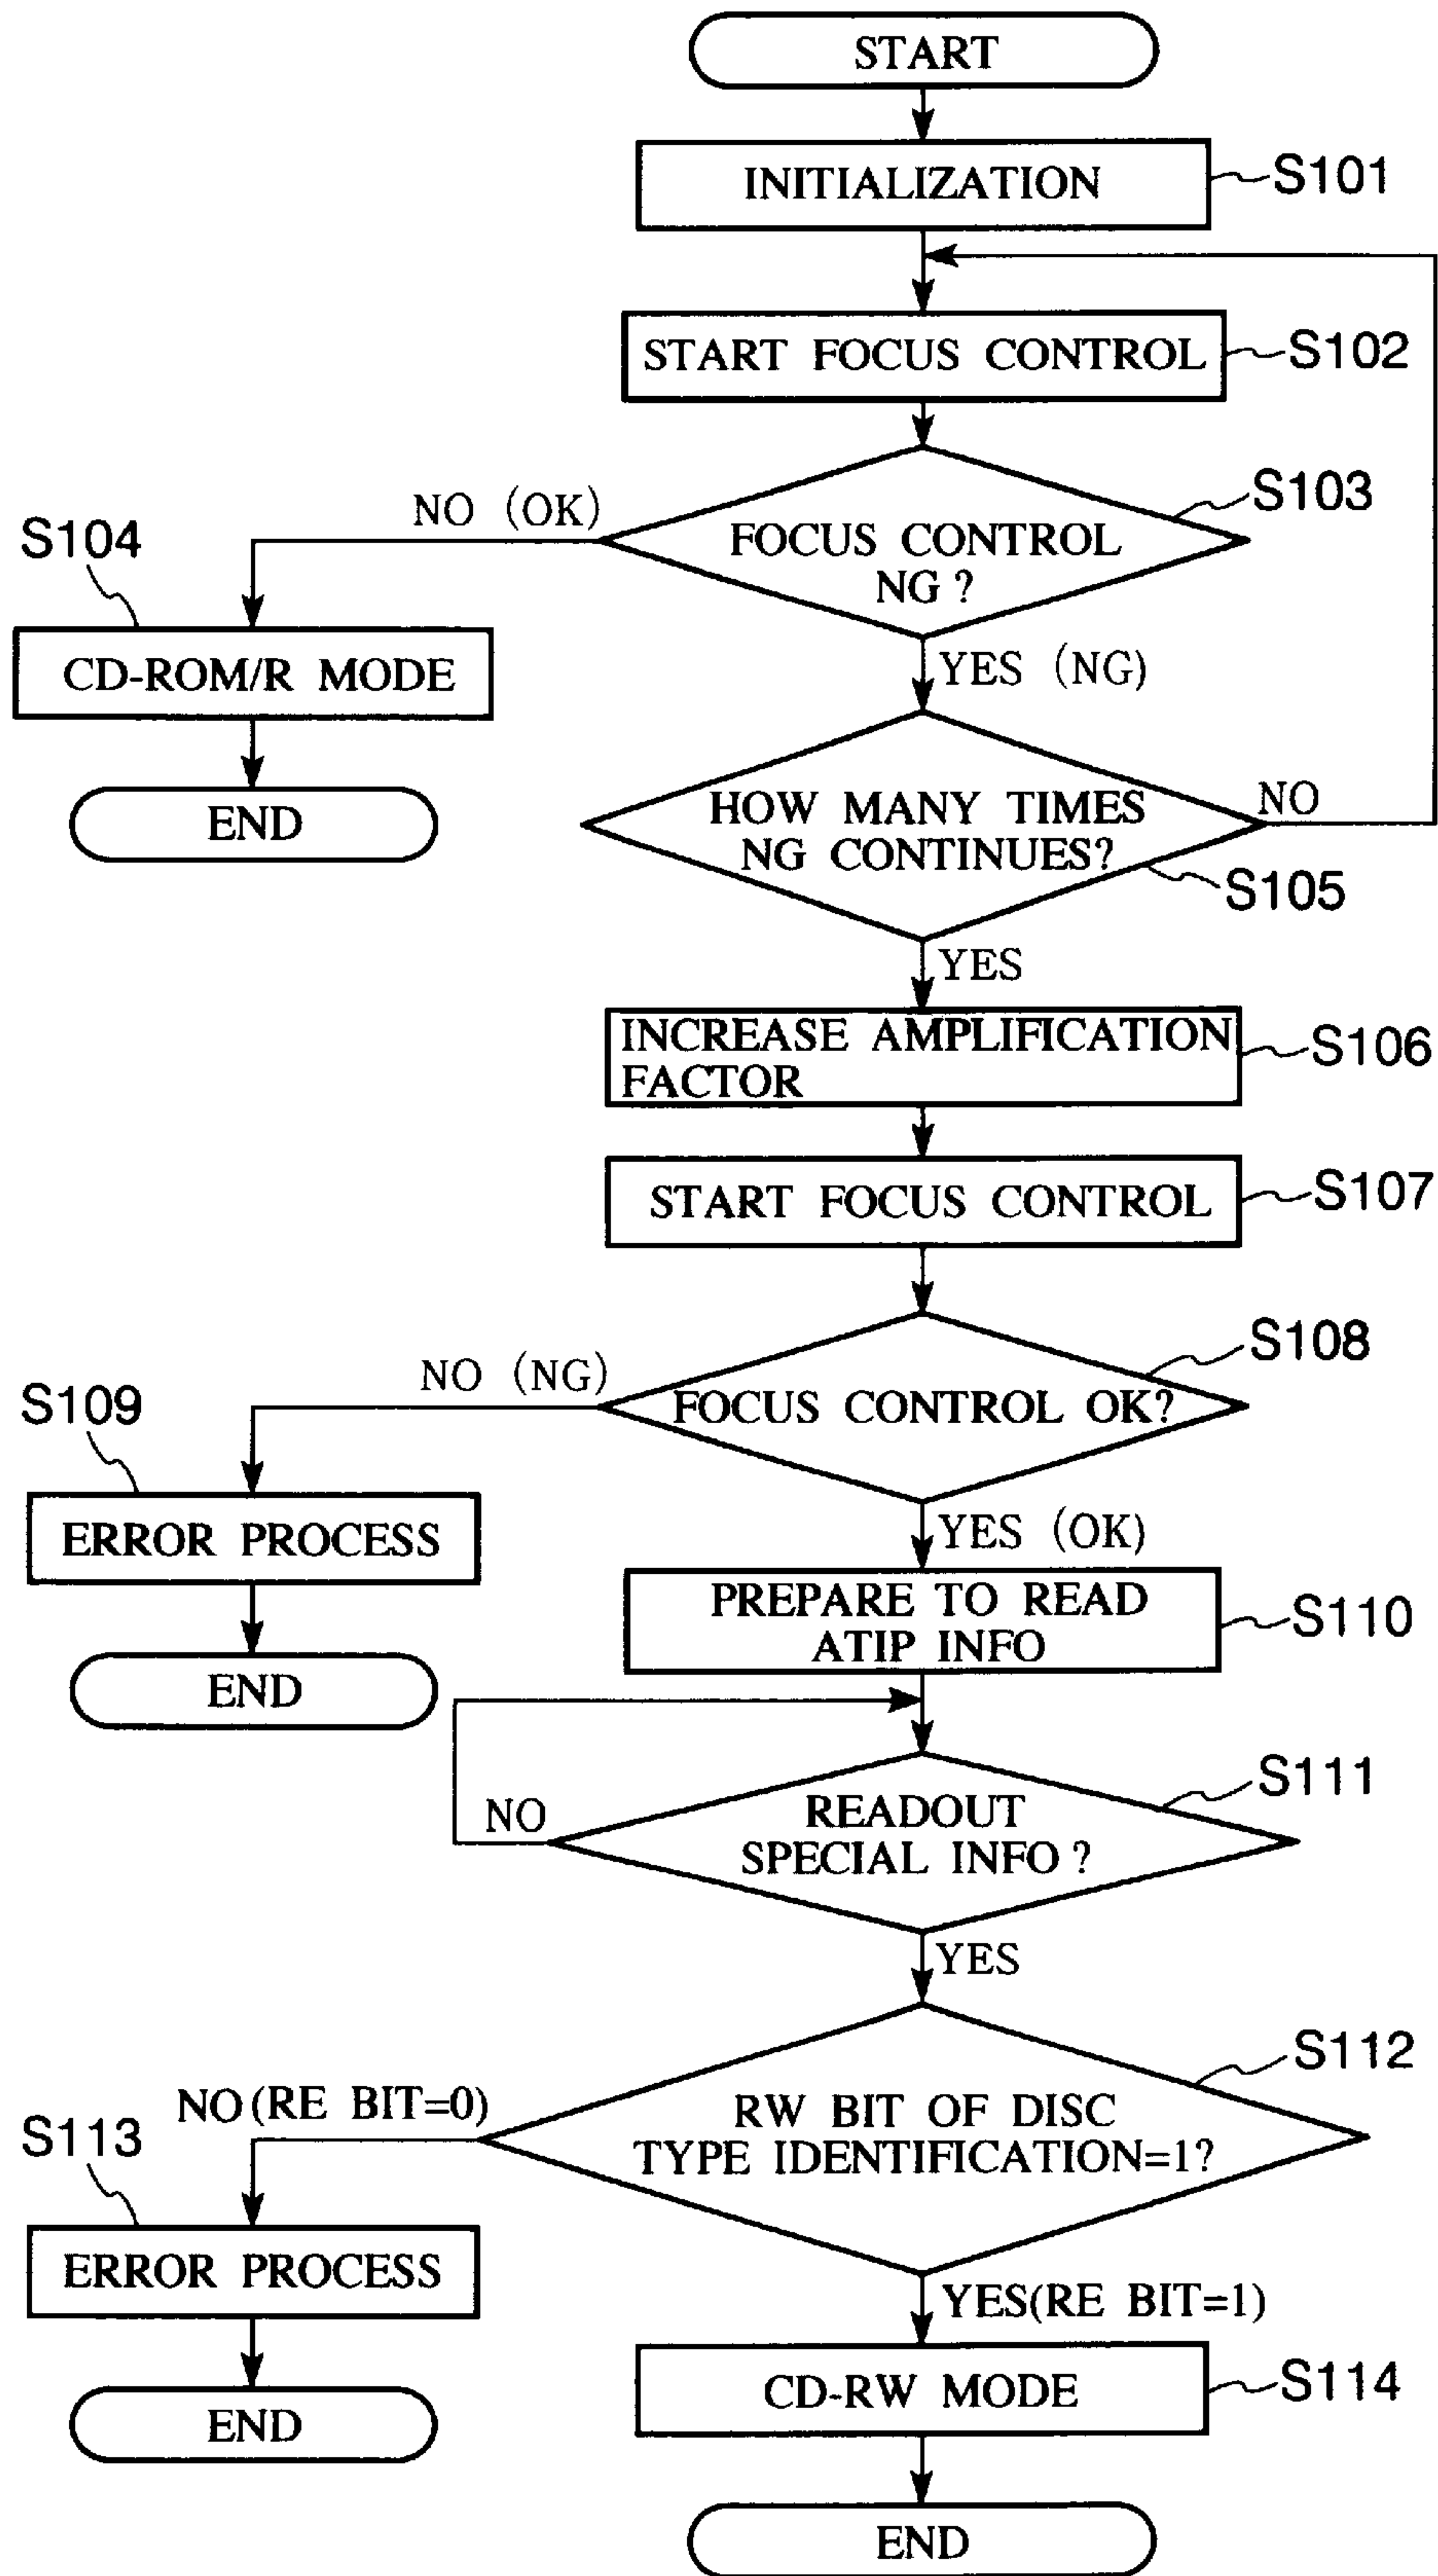 START
INITIALIZATION
S101
START FOCUS CONTROL
S102
S103
NO (OK)
FOCUS CONTROL
NG ?
S104
CD-ROM/R MODE
YES (NG)
END
HOW MANY TIMES
NG CONTINUES?
NO
S105
YES
INCREASE AMPLIFICATION
FACTOR
S106
START FOCUS CONTROL
S107
S108
NO (NG)
FOCUS CONTROL OK?
S109
ERROR PROCESS
YES (OK)
PREPARE TO READ
ATIP INFO
S110
END
S111
READOUT
SPECIAL INFO ?
NO
YES
S112
NO(RE BIT=0)
RW BIT OF DISC
TYPE IDENTIFICATION=1?
S113
ERROR PROCESS
YES(RE BIT=1)
CD-RW MODE
S114
END
END